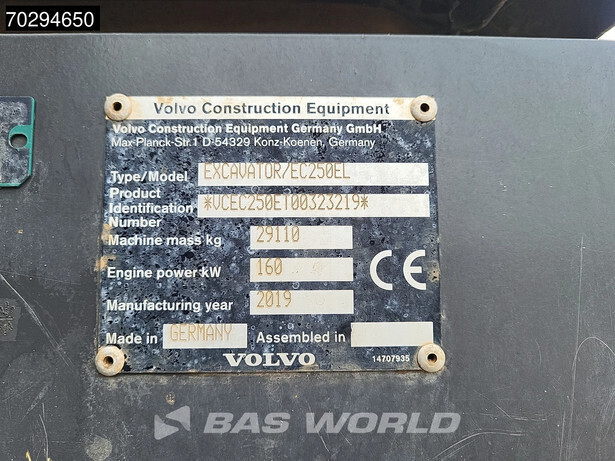 70294650
Volvo Construction Equipment
Volvo Construction Equipment Germany GmbH
Max-Planck-Str.1 D-54329 Konz-Koenen, Germany
Type/Model EXCAVATOR/EC250EL
Product
Identification *VCEC250ET00323219*
Number
Machine mass kg 29110
Engine power kW 160
CE
Manufacturing year 2019
Made in GERMANY Assembled in
VOLVO 14707935
BAS WORLD